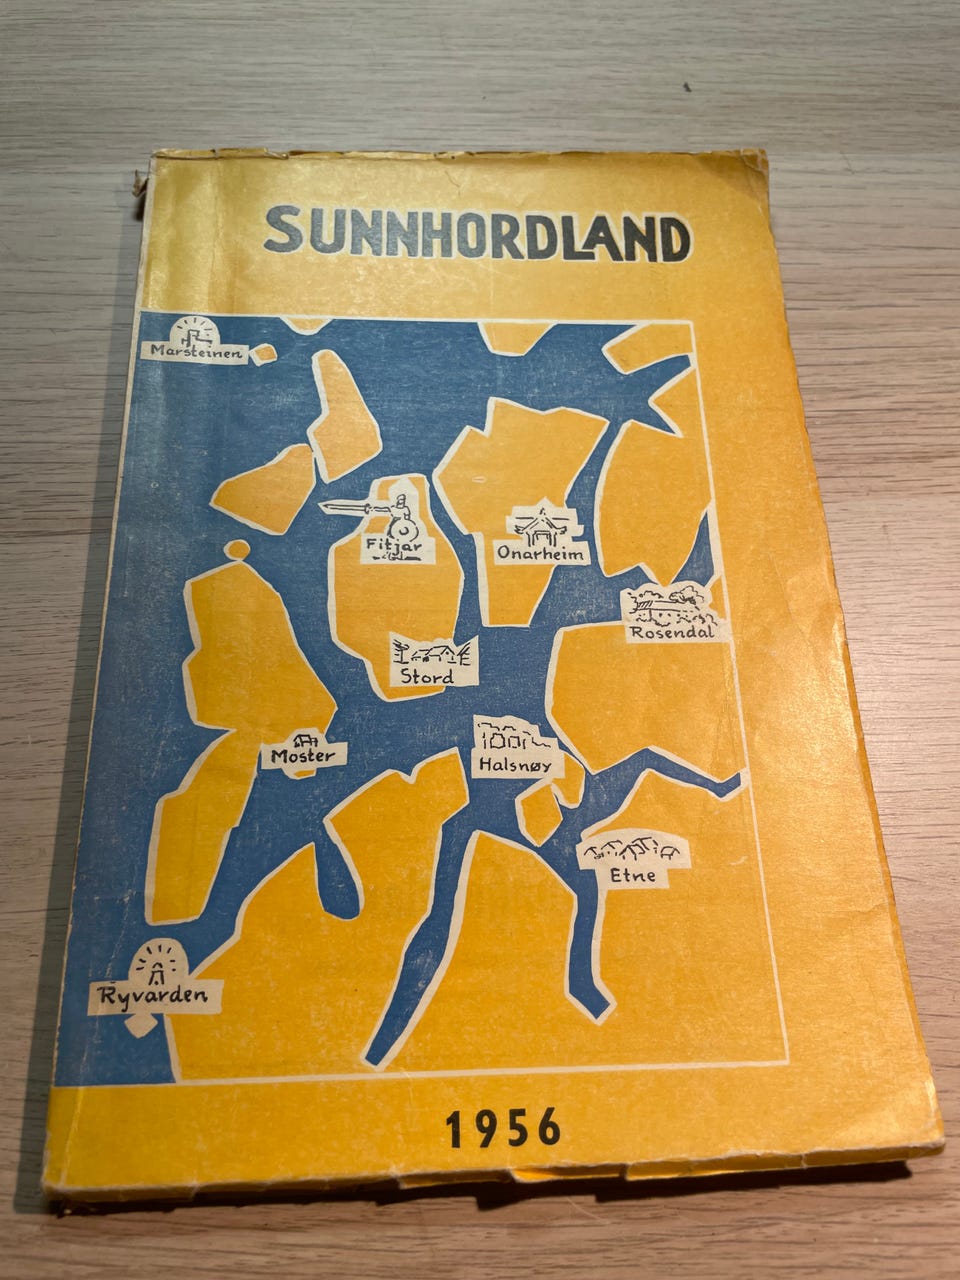 SUNNHORDLAND
Marsteinen
Fitjar
Onarheim
Rosendal
Stord
Moster
Halsnøy
Etne
Ryvarden
1956